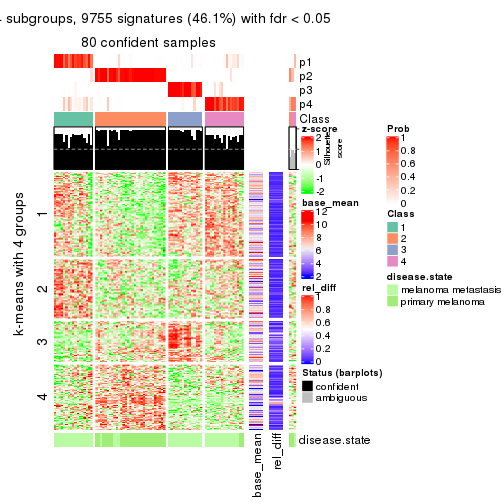 subgroups, 9755 signatures (46.1%) with fdr < 0.05
80 confident samples
p1
p2
p3
p4
Class
Silhouette
score
z-score
2
1
0
-1
-2
base_mean
12
10
8
6
4
2
rel_diff
1
0.8
0.6
0.4
0.2
0
Status (barplots)
confident
ambiguous
Prob
1
0.8
0.6
0.4
0.2
0
Class
1
2
3
4
disease.state
melanoma metastasis
primary melanoma
k-means with 4 groups
1
2
3
4
disease.state
base_mean
rel_diff